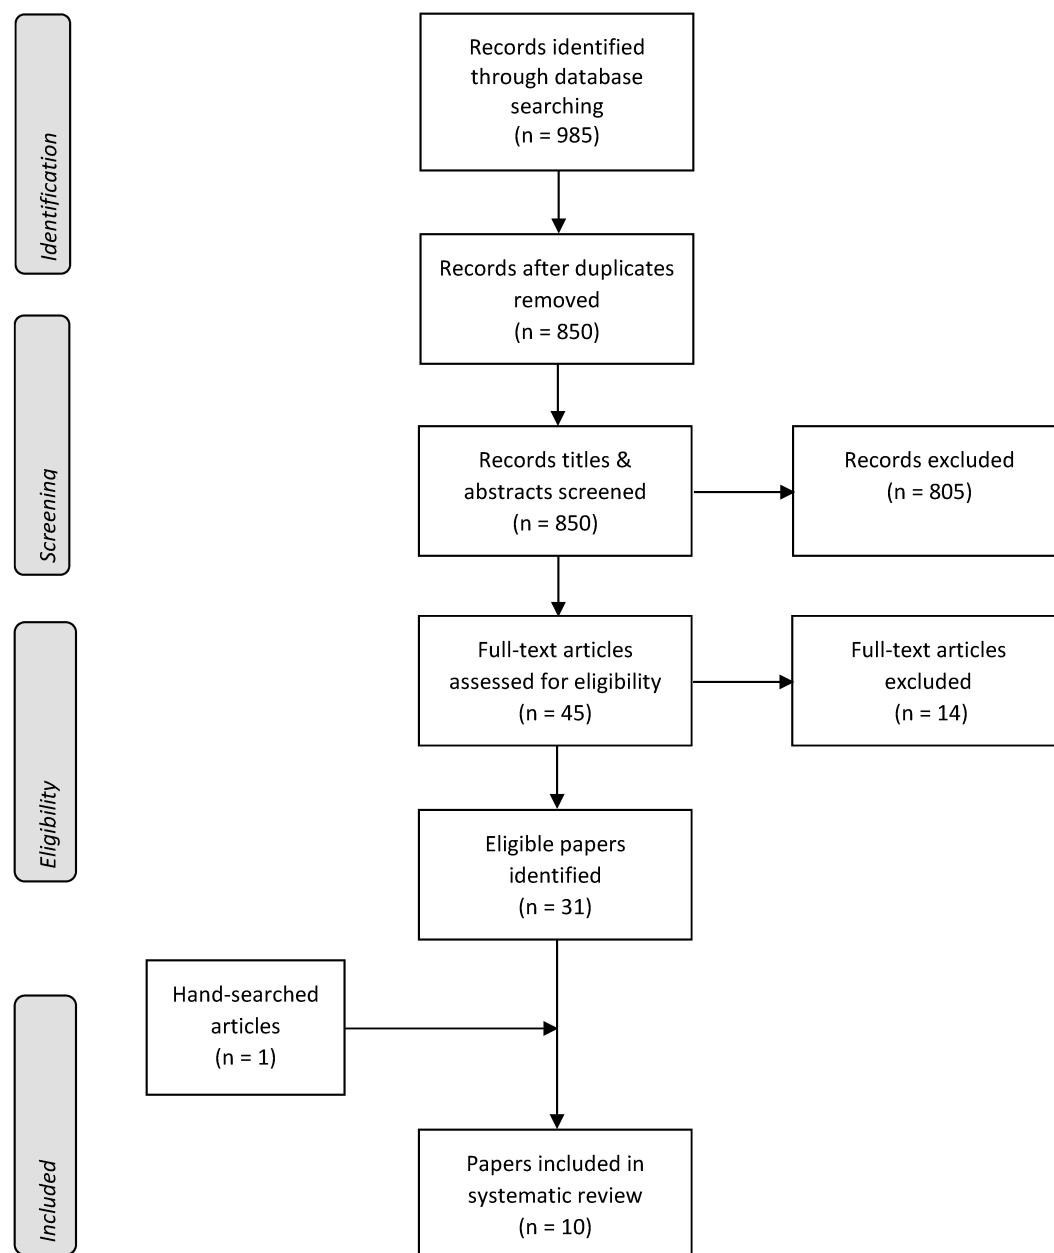 Identification
Records identified
through database
searching
(n = 985)
Records after duplicates
removed
(n = 850)
Screening
Records titles &
abstracts screened
(n = 850)
Records excluded
(n = 805)
Eligibility
Full-text articles
assessed for eligibility
(n = 45)
Full-text articles
excluded
(n = 14)
Eligible papers
identified
(n = 31)
Included
Hand-searched
articles
(n = 1)
Papers included in
systematic review
(n = 10)